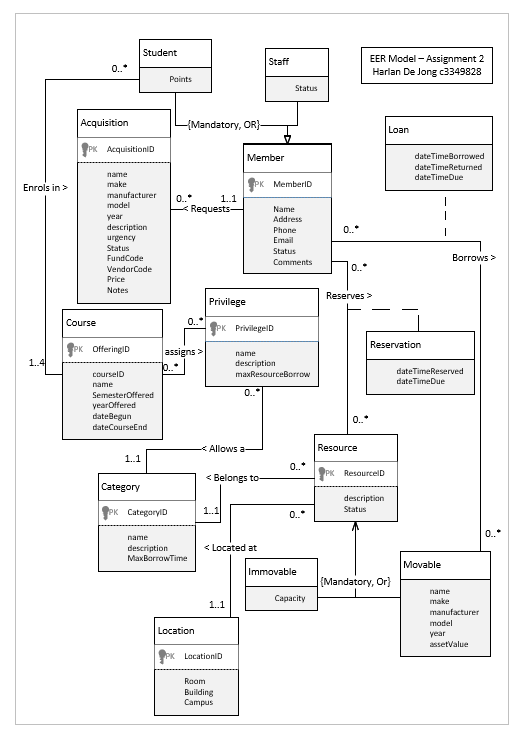 Student
Points
Staff
Status
EER Model – Assignment 2
Harlan De Jong c3349828
0..*
{Mandatory, OR}
Acquisition
PK AcquisitionID
name
make
manufacturer
model
year
description
urgency
Status
FundCode
VendorCode
Price
Notes
Member
PK MemberID
Name
Address
Phone
Email
Status
Comments
Loan
dateTimeBorrowed
dateTimeReturned
dateTimeDue
Enrols in >
0..*
1..1
< Requests
0..*
Borrows >
0..*
Reserves >
Privilege
PK PrivilegeID
name
description
maxResourceBorrow
Course
PK OfferingID
courseID
name
SemesterOffered
yearOffered
dateBegun
dateCourseEnd
0..*
assigns >
0..*
1..4
Reservation
dateTimeReserved
dateTimeDue
0..*
0..*
< Allows a
1..1
Resource
PK ResourceID
description
Status
0..*
< Belongs to
0..*
Category
PK CategoryID
name
description
MaxBorrowTime
1..1
< Located at
0..*
Immovable
Capacity
{Mandatory, Or}
Movable
name
make
manufacturer
model
year
assetValue
1..1
Location
PK LocationID
Room
Building
Campus